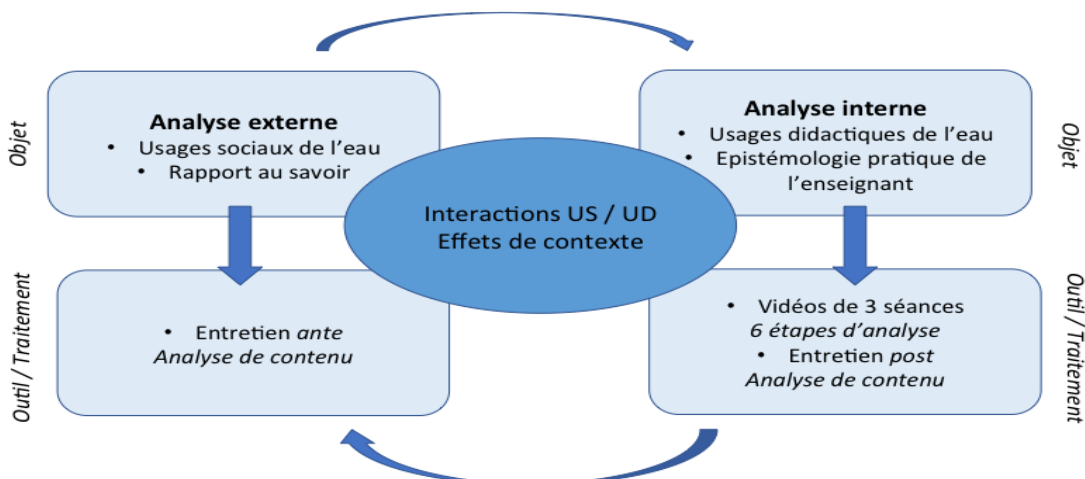 Objet
Analyse externe
• Usages sociaux de l'eau
• Rapport au savoir
Analyse interne
• Usages didactiques de l'eau
• Epistémologie pratique de
l'enseignant
Objet
Interactions US / UD
Effets de contexte
Outil / Traitement
• Entretien ante
Analyse de contenu
• Vidéos de 3 séances
6 étapes d'analyse
• Entretien post
Analyse de contenu
Outil / Traitement